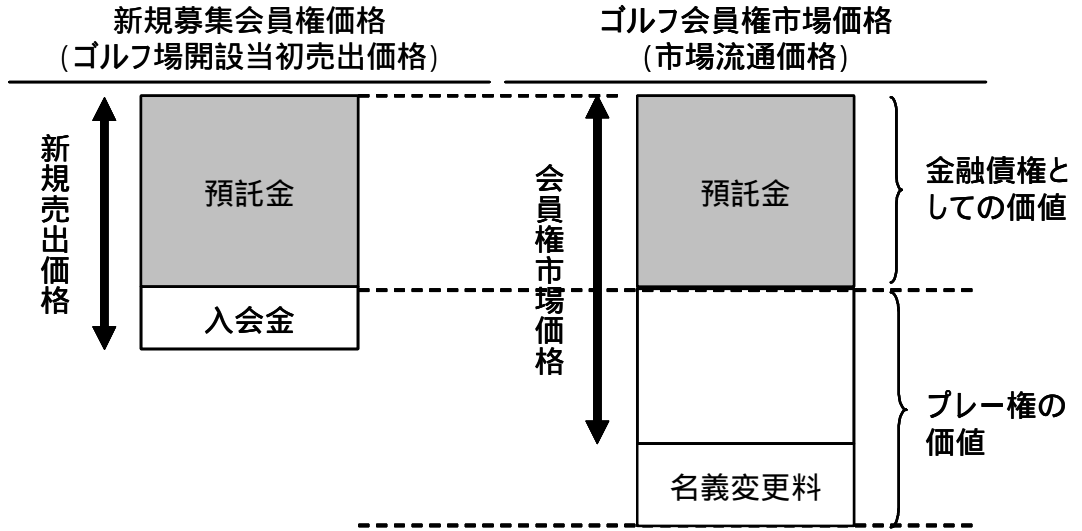 新規募集会員権価格
(ゴルフ場開設当初売出価格)
ゴルフ会員権市場価格
(市場流通価格)
新規売出価格
預託金
入会金
会員権市場価格
預託金
名義変更料
金融債権と
しての価値
プレー権の
価値